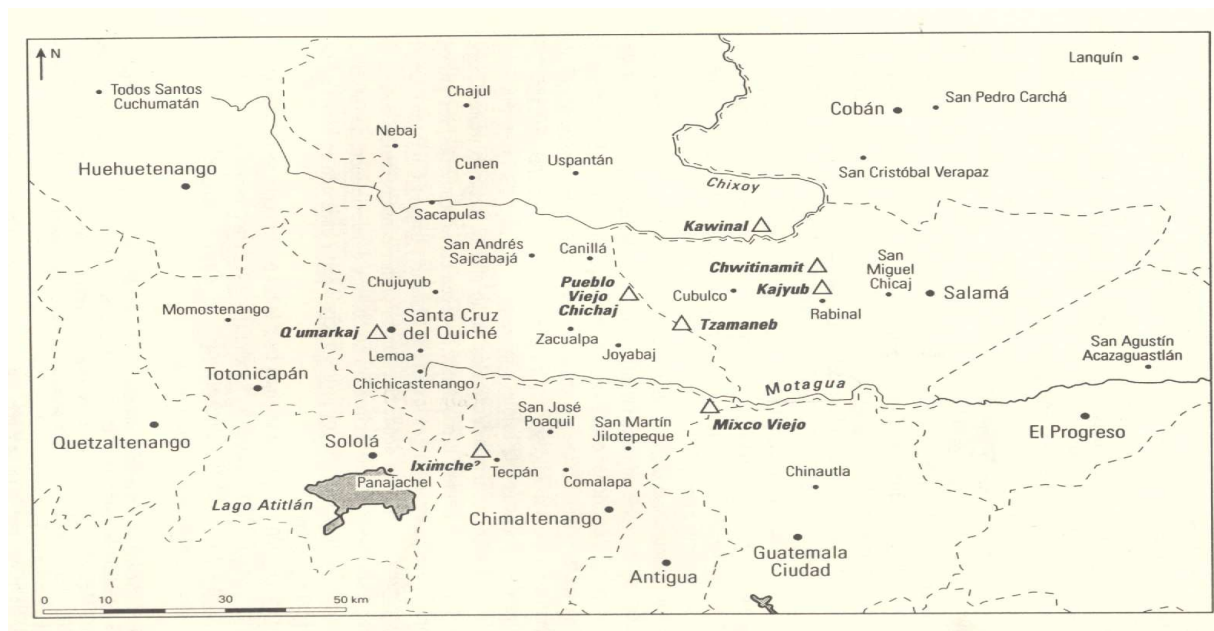 N
Lanquín
Todos Santos
Cuchumatán
Chajul
Cobán
San Pedro Carchá
Nebaj
Huehuetenango
Cunen
Uspantán
San Cristóbal Verapaz
Chixoy
Sacapulas
Kawinal
San Andrés
Sajcabajá
Canillá
Chwitinamit
San
Miguel
Chicaj
Chujuyub
Pueblo
Viejo
Chichaj
Cubulco
Kajyub
Salamá
Momostenango
Rabinal
Q'umarkaj
Santa Cruz
del Quiché
Tzamaneb
Zacualpa
Lemoa
Joyabaj
San Agustín
Acazaguastlán
Totonicapán
Chichicastenango
Motagua
San José
Poaquil
San Martín
Jilotepeque
Mixco Viejo
Quetzaltenango
Sololá
El Progreso
Iximche?
Tecpán
Panajachel
Comalapa
Chinautla
Lago Atitlán
Chimaltenango
Guatemala
Ciudad
Antigua
0 10 30 50 km